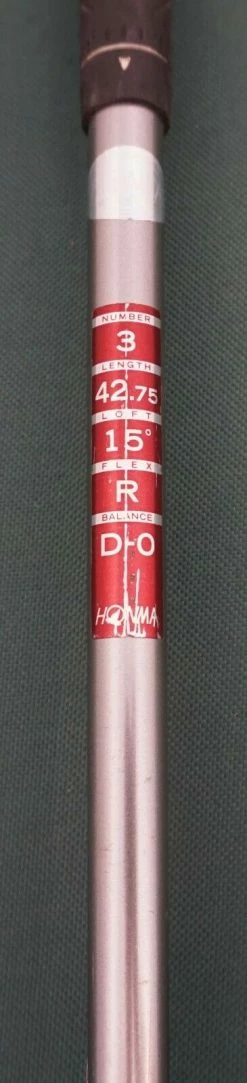 NUMBER
3
LENGTH
42.75
LOFT
15°
FLEX
R
BALANCE
D-0
HONMA